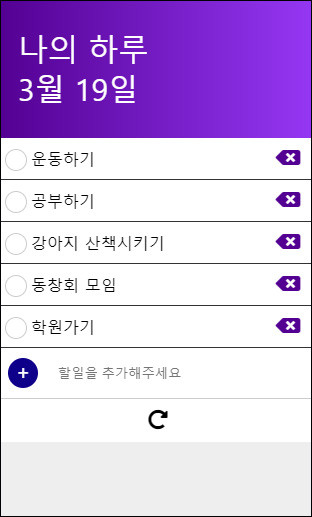 나의 하루
3월 19일
운동하기
공부하기
강아지 산책시키기
동창회 모임
학원가기
할일을 추가해주세요